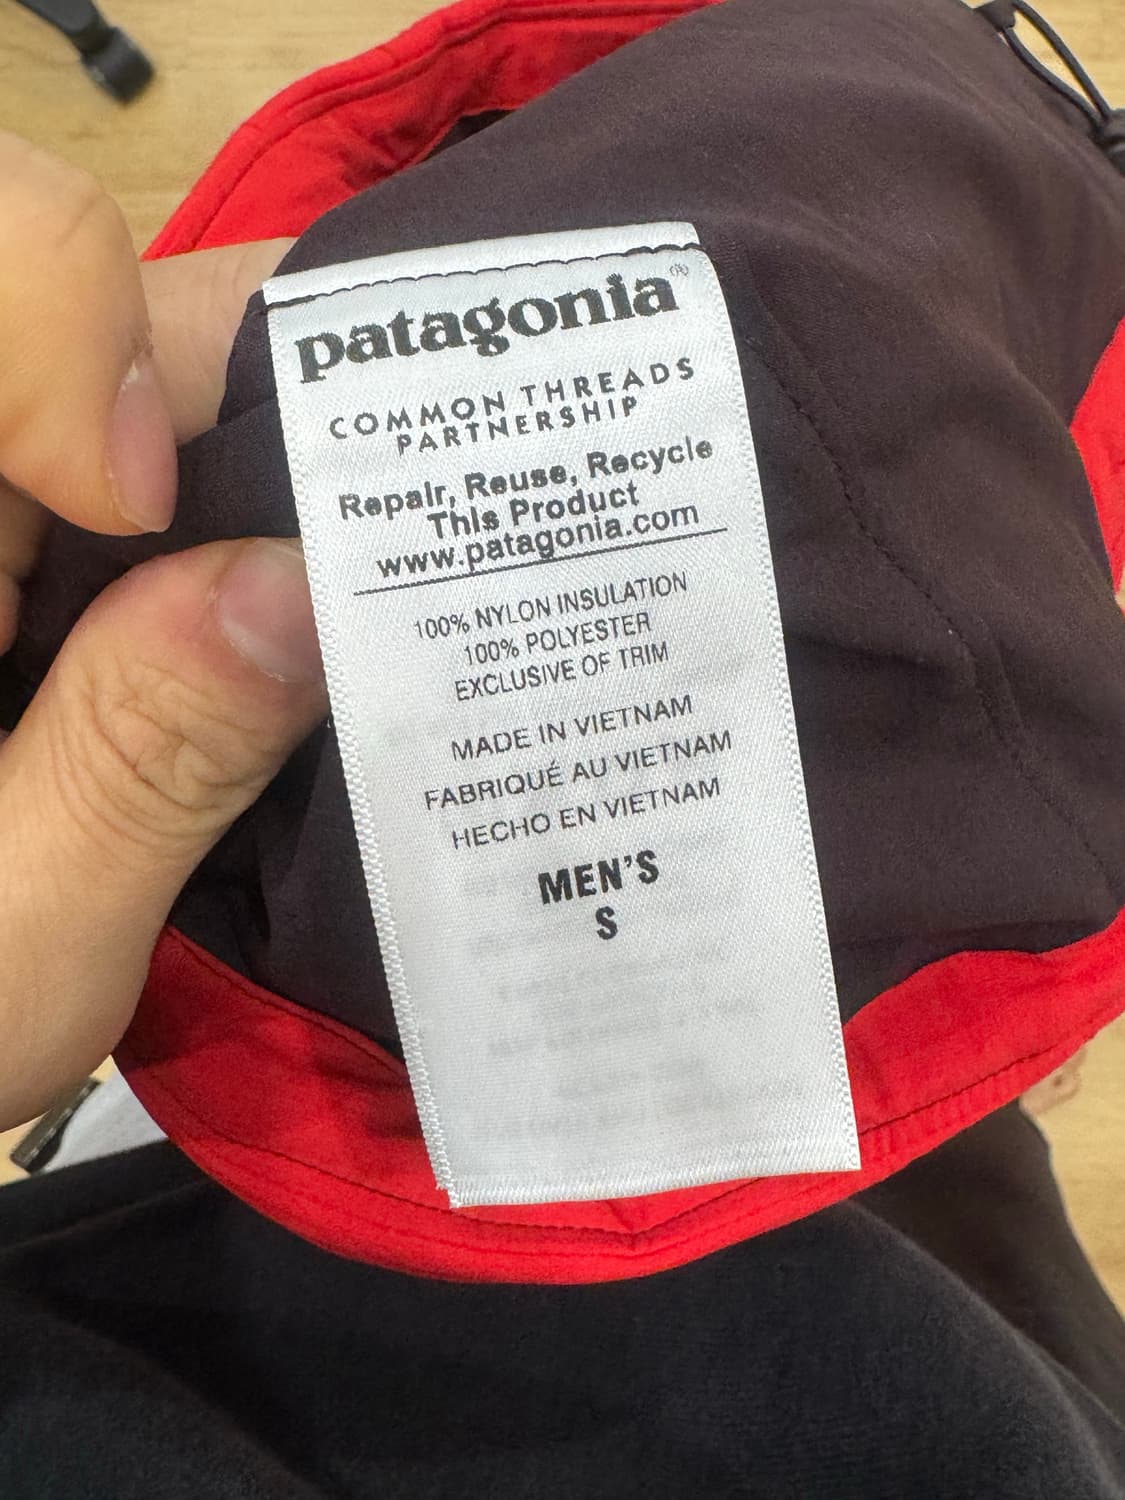 patagonia®
COMMON THREADS
PARTNERSHIP
Repair, Reuse, Recycle
This Product
www.patagonia.com
100% NYLON INSULATION
100% POLYESTER
EXCLUSIVE OF TRIM
MADE IN VIETNAM
FABRIQUÉ AU VIETNAM
HECHO EN VIETNAM
MEN'S
S